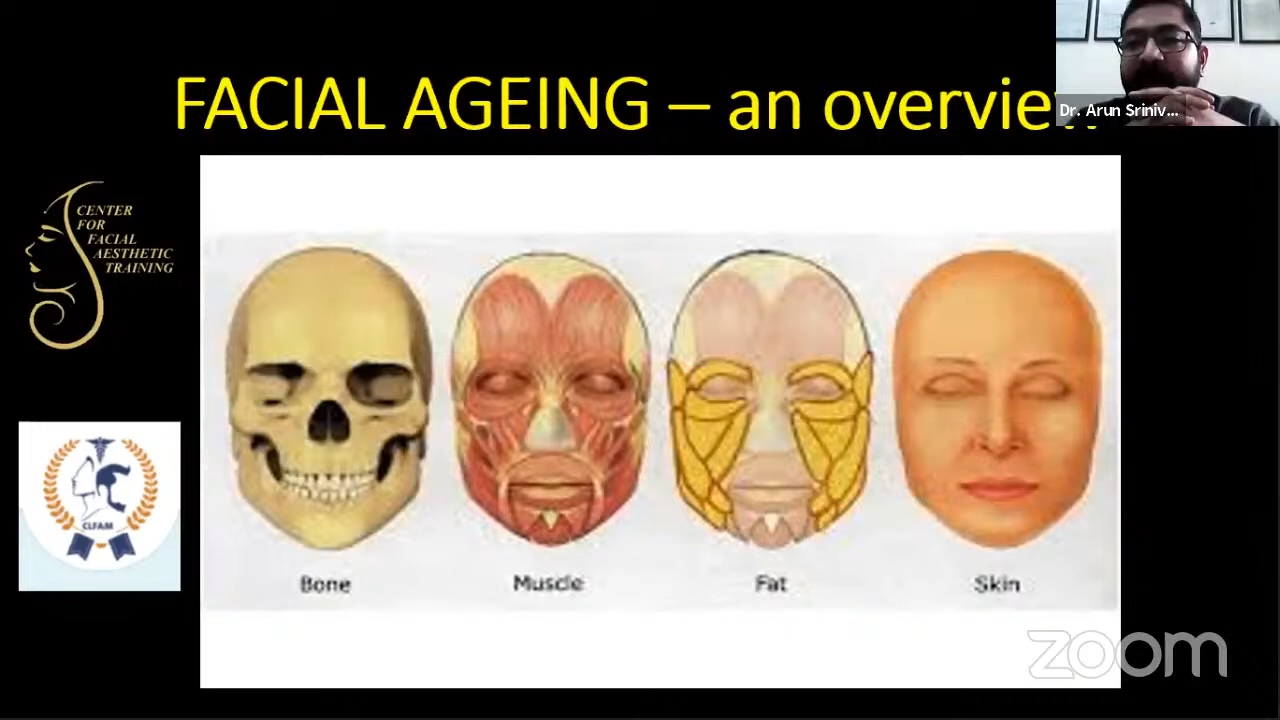 FACIAL AGEING – an overview
Dr. Arun Sriniv...
CENTER
FOR
FACIAL
AESTHETIC
TRAINING
CLFAM
Bone
Muscle
Fat
Skin
zoom